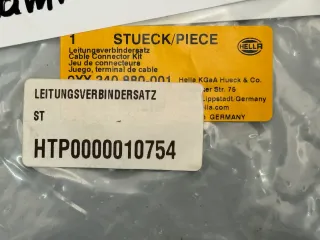 1 STUECK/PIECE
HELLA
Leitungsverbindersatz
Cable Connector Kit
Jeu de connecteurs
Juego, terminal de cable
Hella KGaA Hueck & Co.
75
Lippstadt/Germany
GERMANY
LEITUNGSVERBINDERSATZ
ST
HTP0000010754